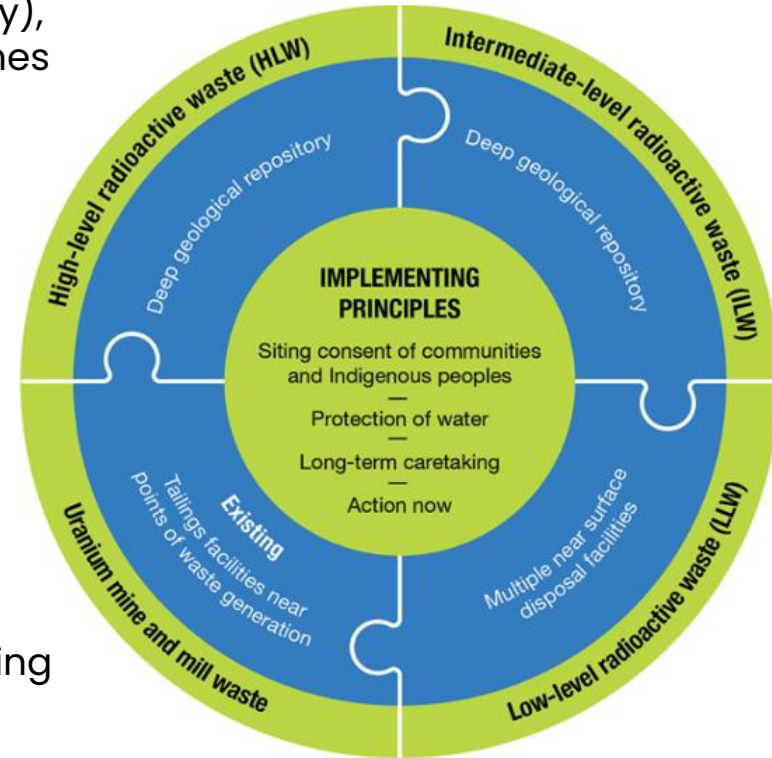 y),
nes
High-level radioactive waste (HLW)
Deep geological repository
Intermediate-level radioactive waste (ILW)
Deep geological repository
IMPLEMENTING
PRINCIPLES
Siting consent of communities
and Indigenous peoples
—
Protection of water
—
Long-term caretaking
—
Action now
Existing
Tailings facilities near
points of waste generation
Uranium mine and mill waste
Multiple near surface
disposal facilities
Low-level radioactive waste (LLW)
ing